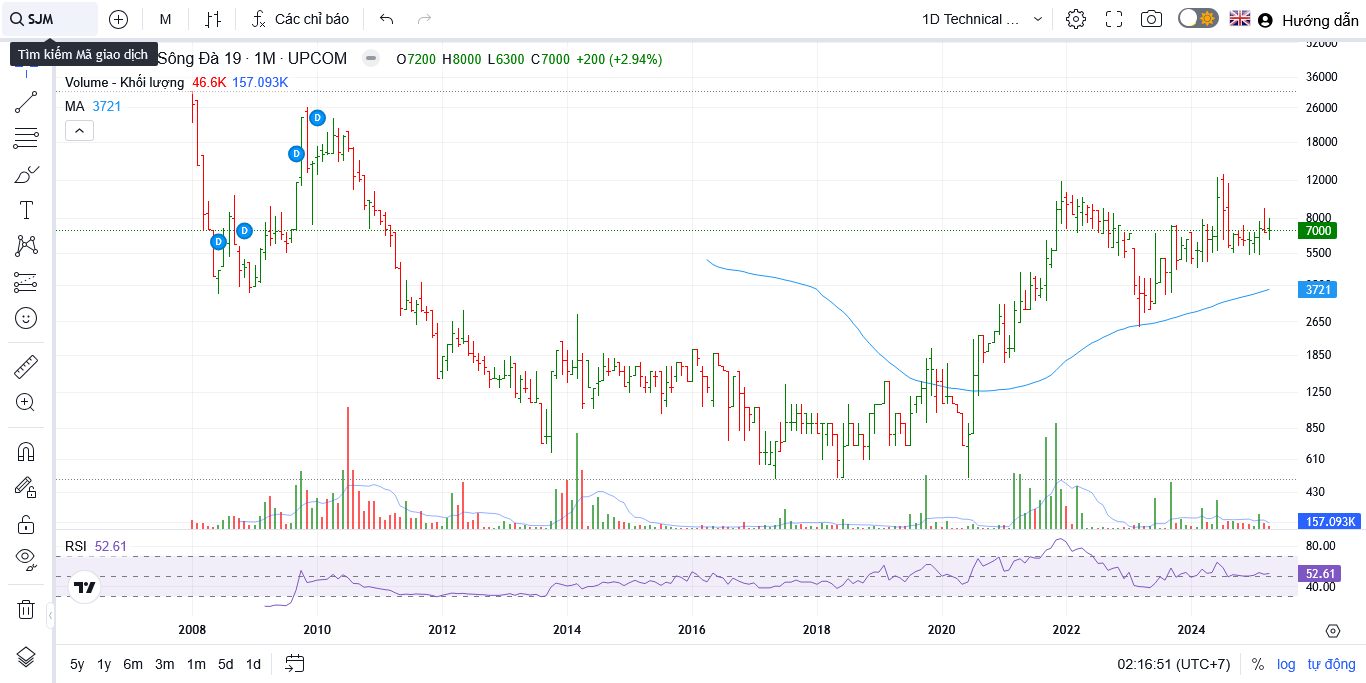 SJM
M
Các chỉ báo
1D Technical ...
Hướng dẫn
Tìm kiếm Mã giao dịch
Sông Đà 19 · 1M · UPCOM
O7200 H8000 L6300 C7000 +200 (+2.94%)
Volume - Khối lượng 46.6K 157.093K
MA 3721
D
D
D
D
52000
36000
26000
18000
12000
8000
7000
5500
3721
2650
1850
1250
850
610
430
157.093K
RSI 52.61
80.00
52.61
40.00
2008 2010 2012 2014 2016 2018 2020 2022 2024
5y 1y 6m 3m 1m 5d 1d
02:16:51 (UTC+7) % log tự động